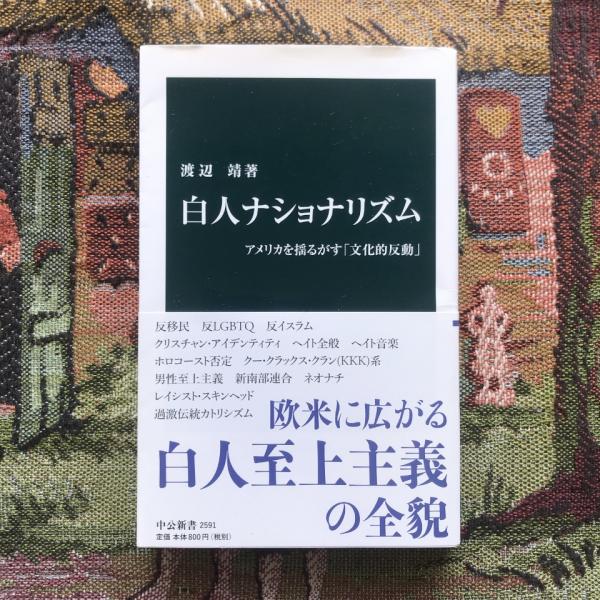 渡辺 靖著
白人ナショナリズム
アメリカを揺るがす「文化的反動」
反移民 反LGBTQ 反イスラム
クリスチャン・アイデンティティ ヘイト全般 ヘイト音楽
ホロコースト否定 クー・クラックス・クラン(KKK)系
男性至上主義 新南部連合 ネオナチ
レイシスト・スキンヘッド
過激伝統カトリシズム
欧米に広がる
白人至上主義
の全貌
中公新書 2591
定価 本体800円(税別)